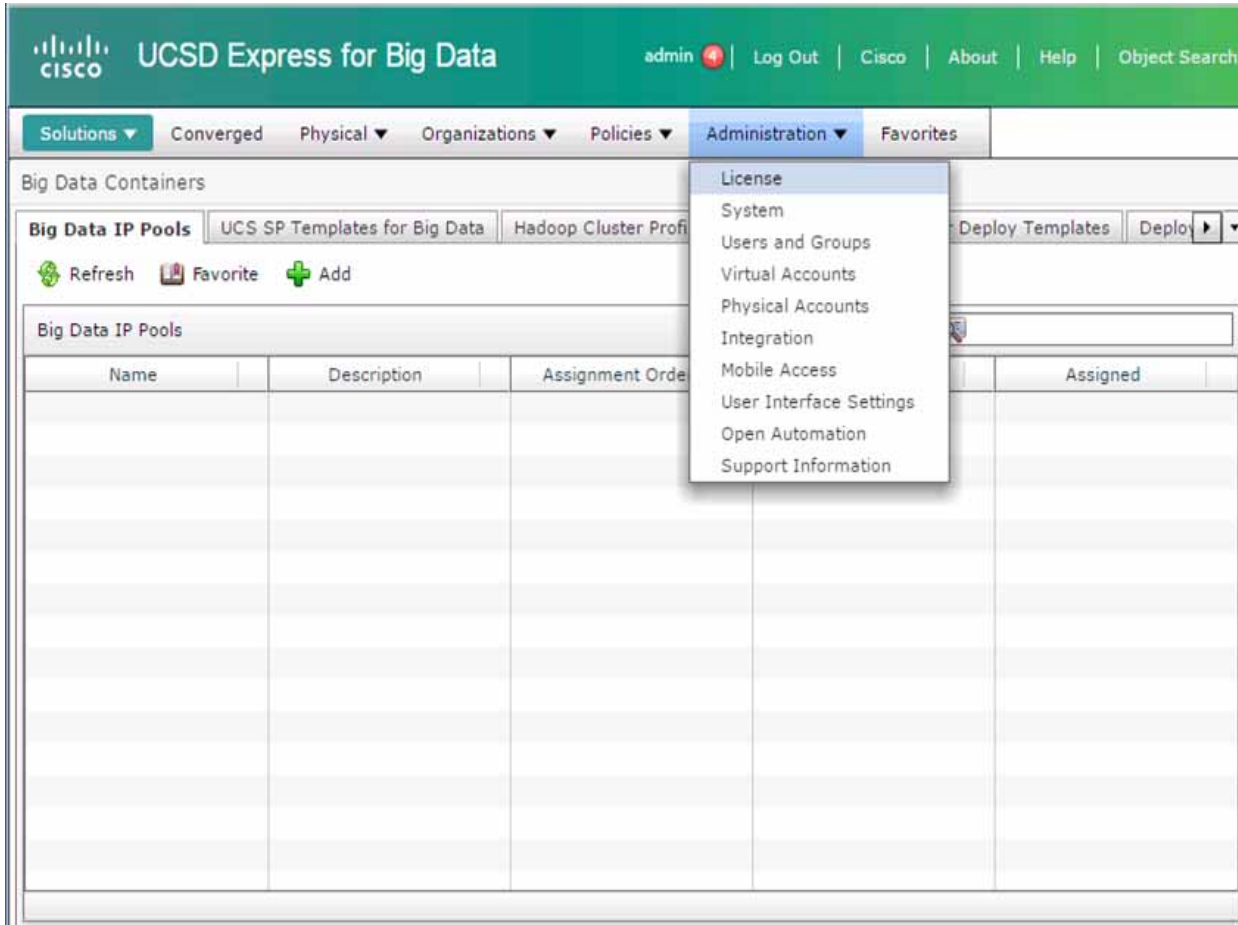 CISCO UCSD Express for Big Data admin 4 | Log Out | Cisco | About | Help | Object Search
Solutions ▼ Converged Physical ▼ Organizations ▼ Policies ▼ Administration ▼ Favorites
Big Data Containers
Big Data IP Pools UCS SP Templates for Big Data Hadoop Cluster Profi Deploy Templates Deploy
Refresh Favorite Add
Big Data IP Pools
Name Description Assignment Orde Assigned
License
System
Users and Groups
Virtual Accounts
Physical Accounts
Integration
Mobile Access
User Interface Settings
Open Automation
Support Information